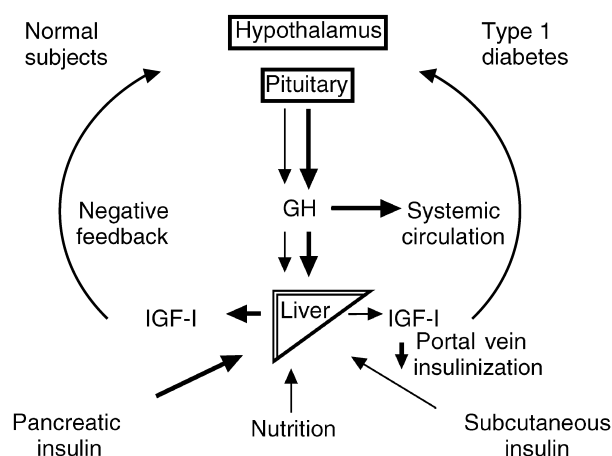 Normal
subjects
Hypothalamus
Type 1
diabetes
Pituitary
Negative
feedback
GH
Systemic
circulation
IGF-I
Liver
IGF-I
Portal vein
insulinization
Pancreatic
insulin
Nutrition
Subcutaneous
insulin